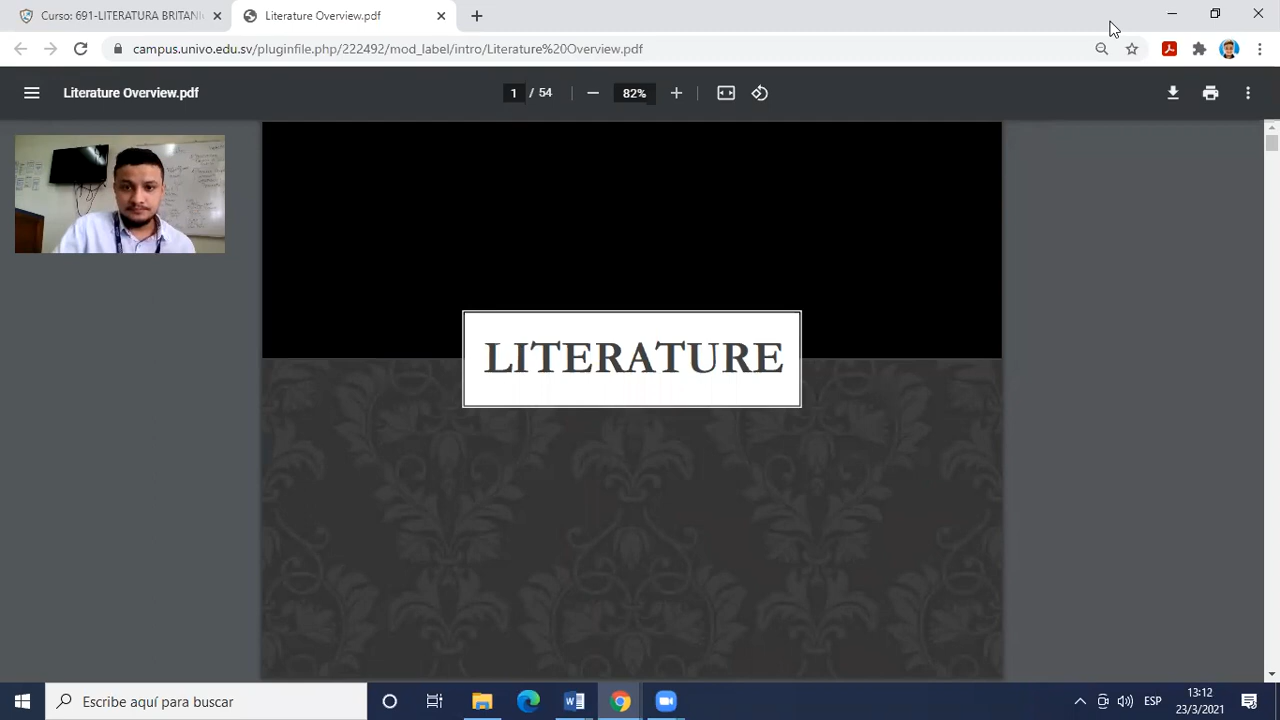 Curso: 691-LITERATURA BRITANI
Literature Overview.pdf
campus.univo.edu.sv/pluginfile.php/222492/mod_label/intro/Literature%20Overview.pdf
Literature Overview.pdf
1 / 54
82%
LITERATURE
Escribe aquí para buscar
ESP
13:12
23/3/2021